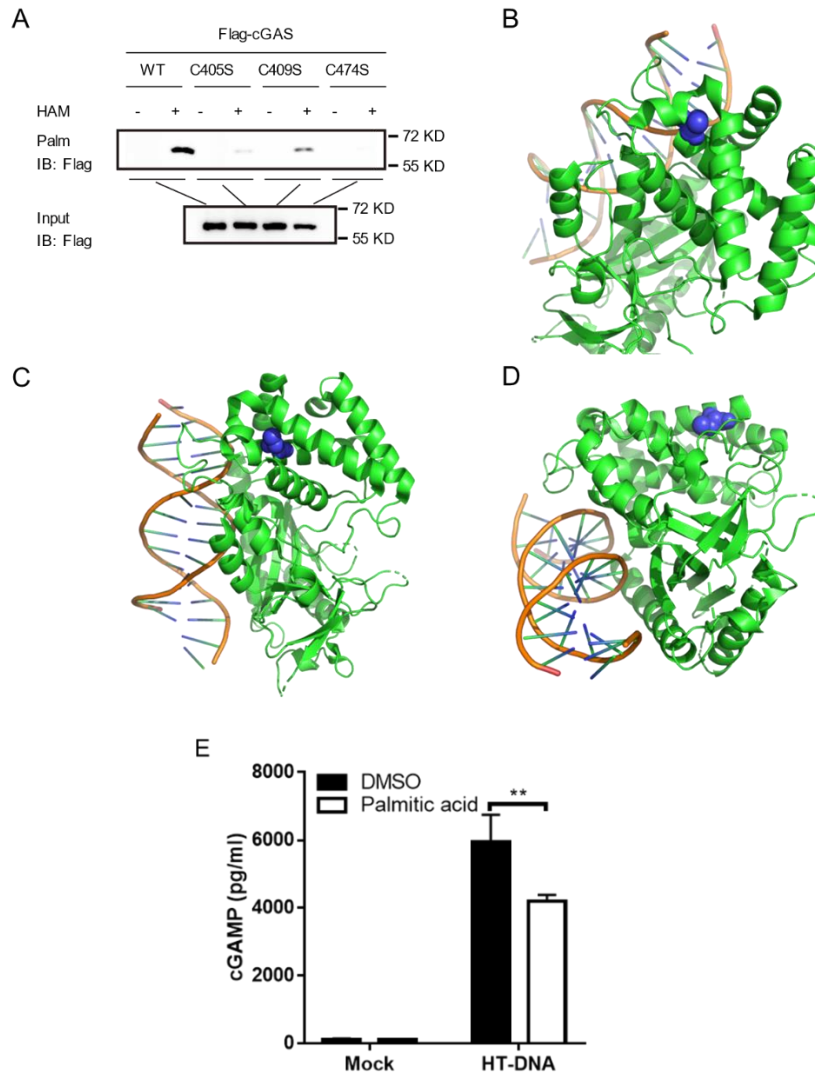 A
Flag-cGAS
WT C405S C409S C474S
HAM - + - + - + - +
Palm
IB: Flag
72 KD
55 KD
Input
IB: Flag
72 KD
55 KD
B
C
D
E
cGAMP (pg/ml)
8000
6000
4000
2000
0
DMSO
Palmitic acid
**
Mock HT-DNA